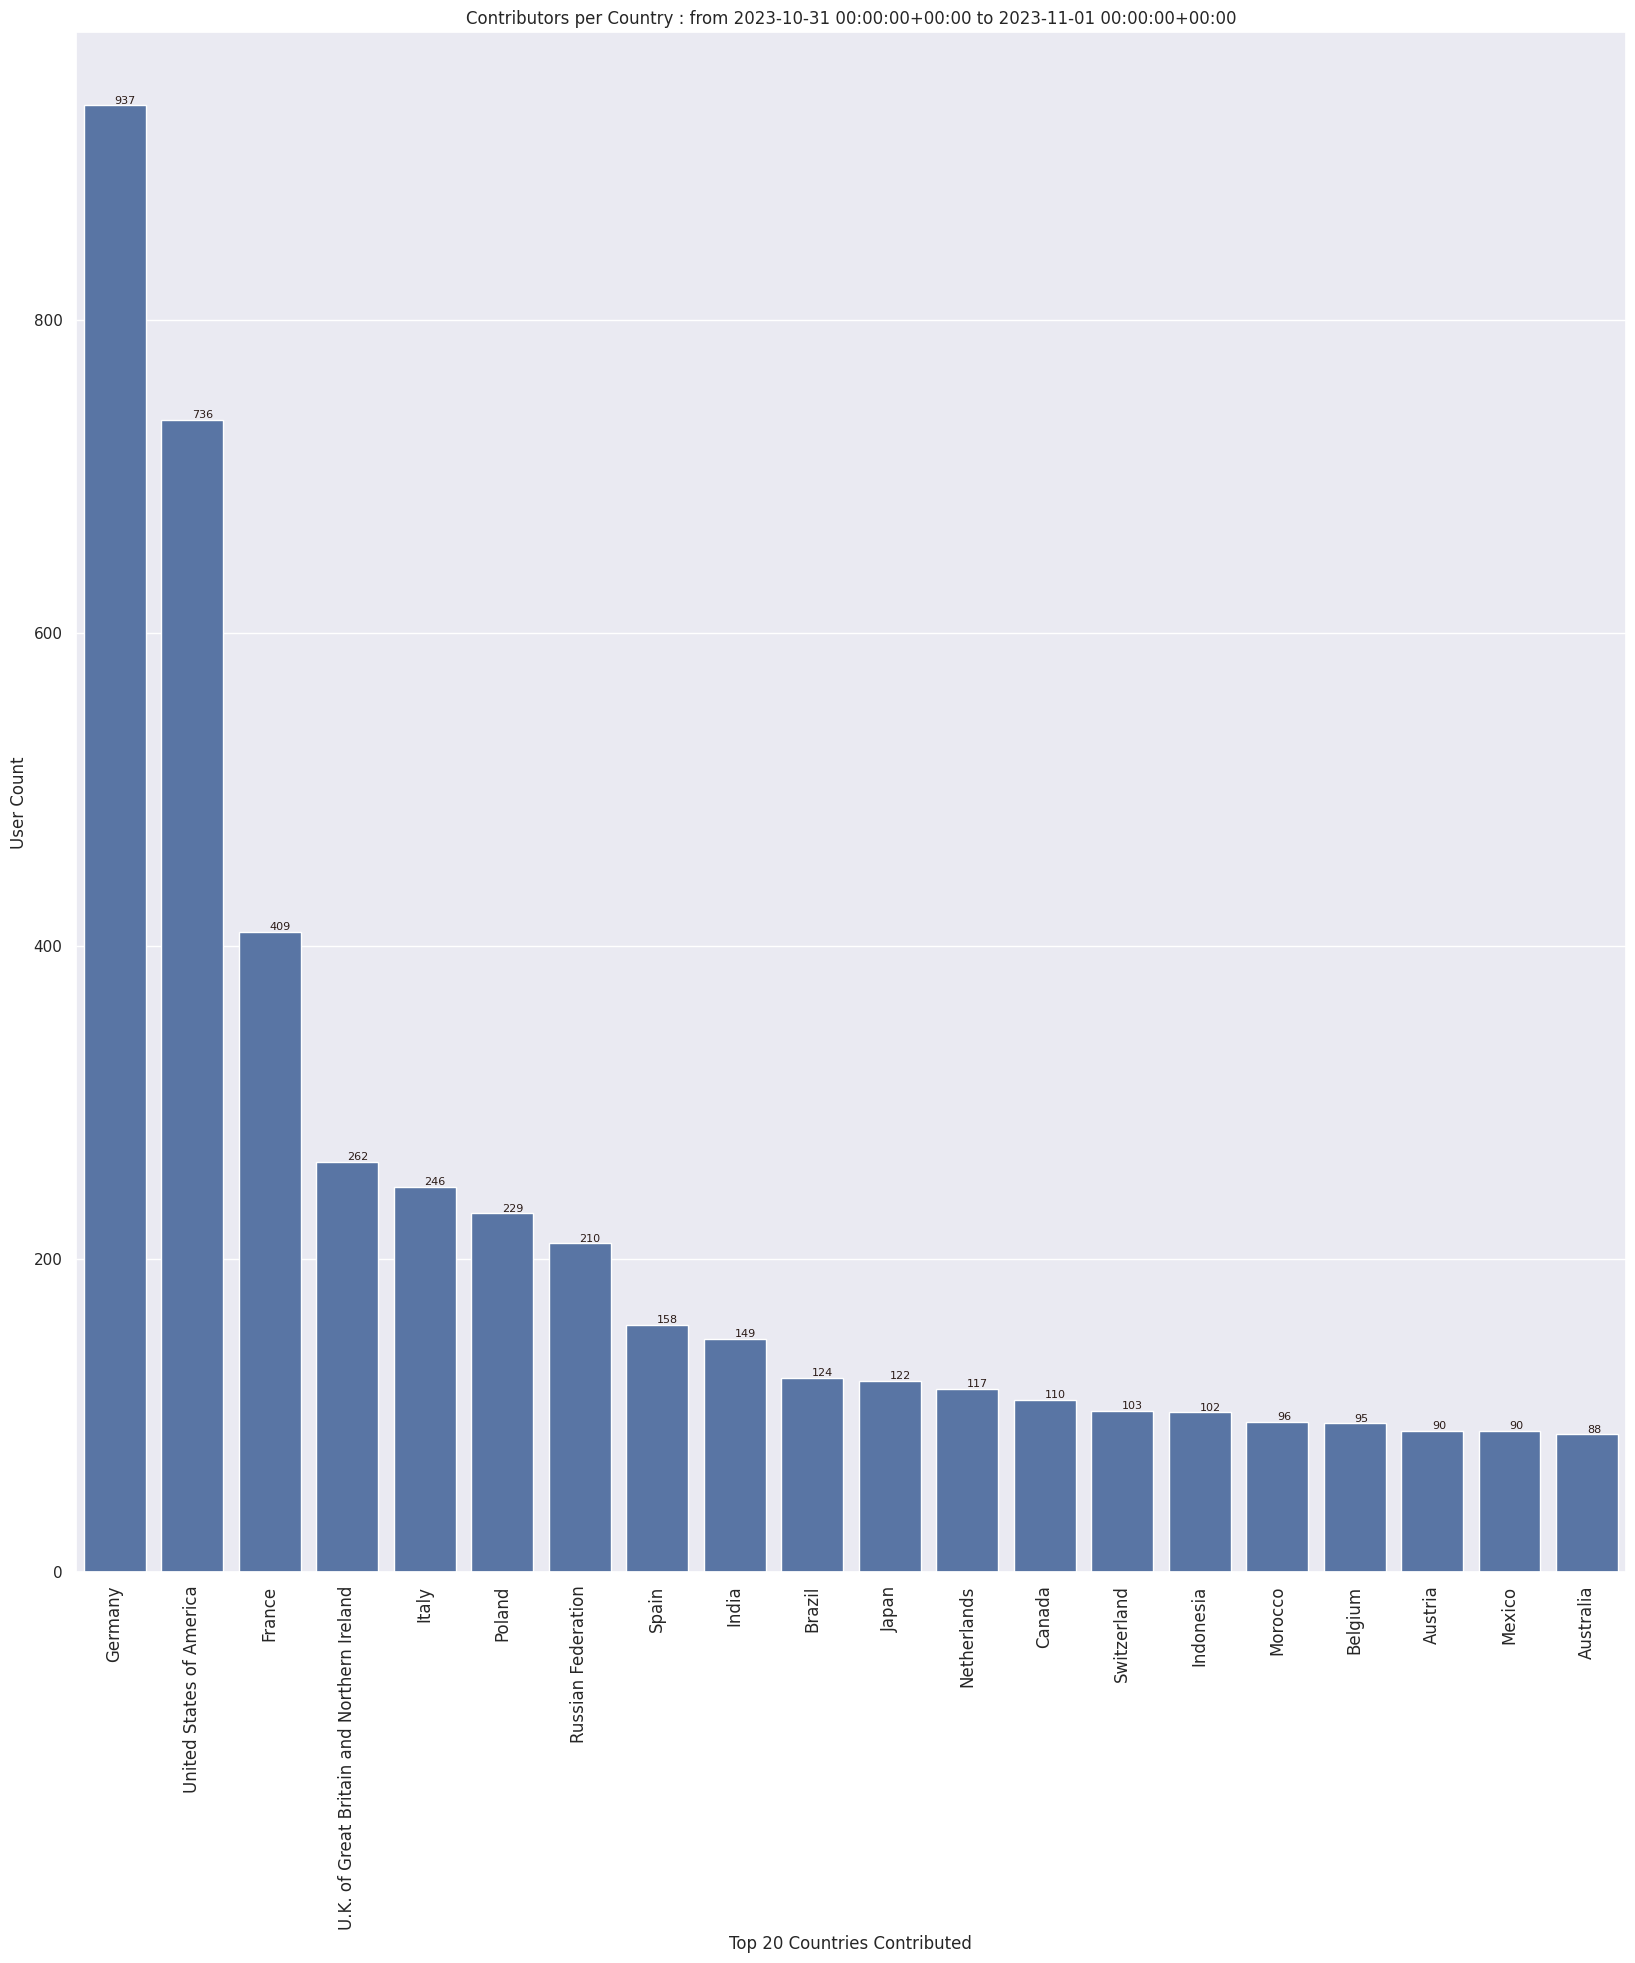 Contributors per Country : from 2023-10-31 00:00:00+00:00 to 2023-11-01 00:00:00+00:00
User Count
800
600
400
200
0
937
736
409
262
246
229
210
158
149
124
122
117
110
103
102
96
95
90
90
88
Germany
United States of America
France
U.K. of Great Britain and Northern Ireland
Italy
Poland
Russian Federation
Spain
India
Brazil
Japan
Netherlands
Canada
Switzerland
Indonesia
Morocco
Belgium
Austria
Mexico
Australia
Top 20 Countries Contributed